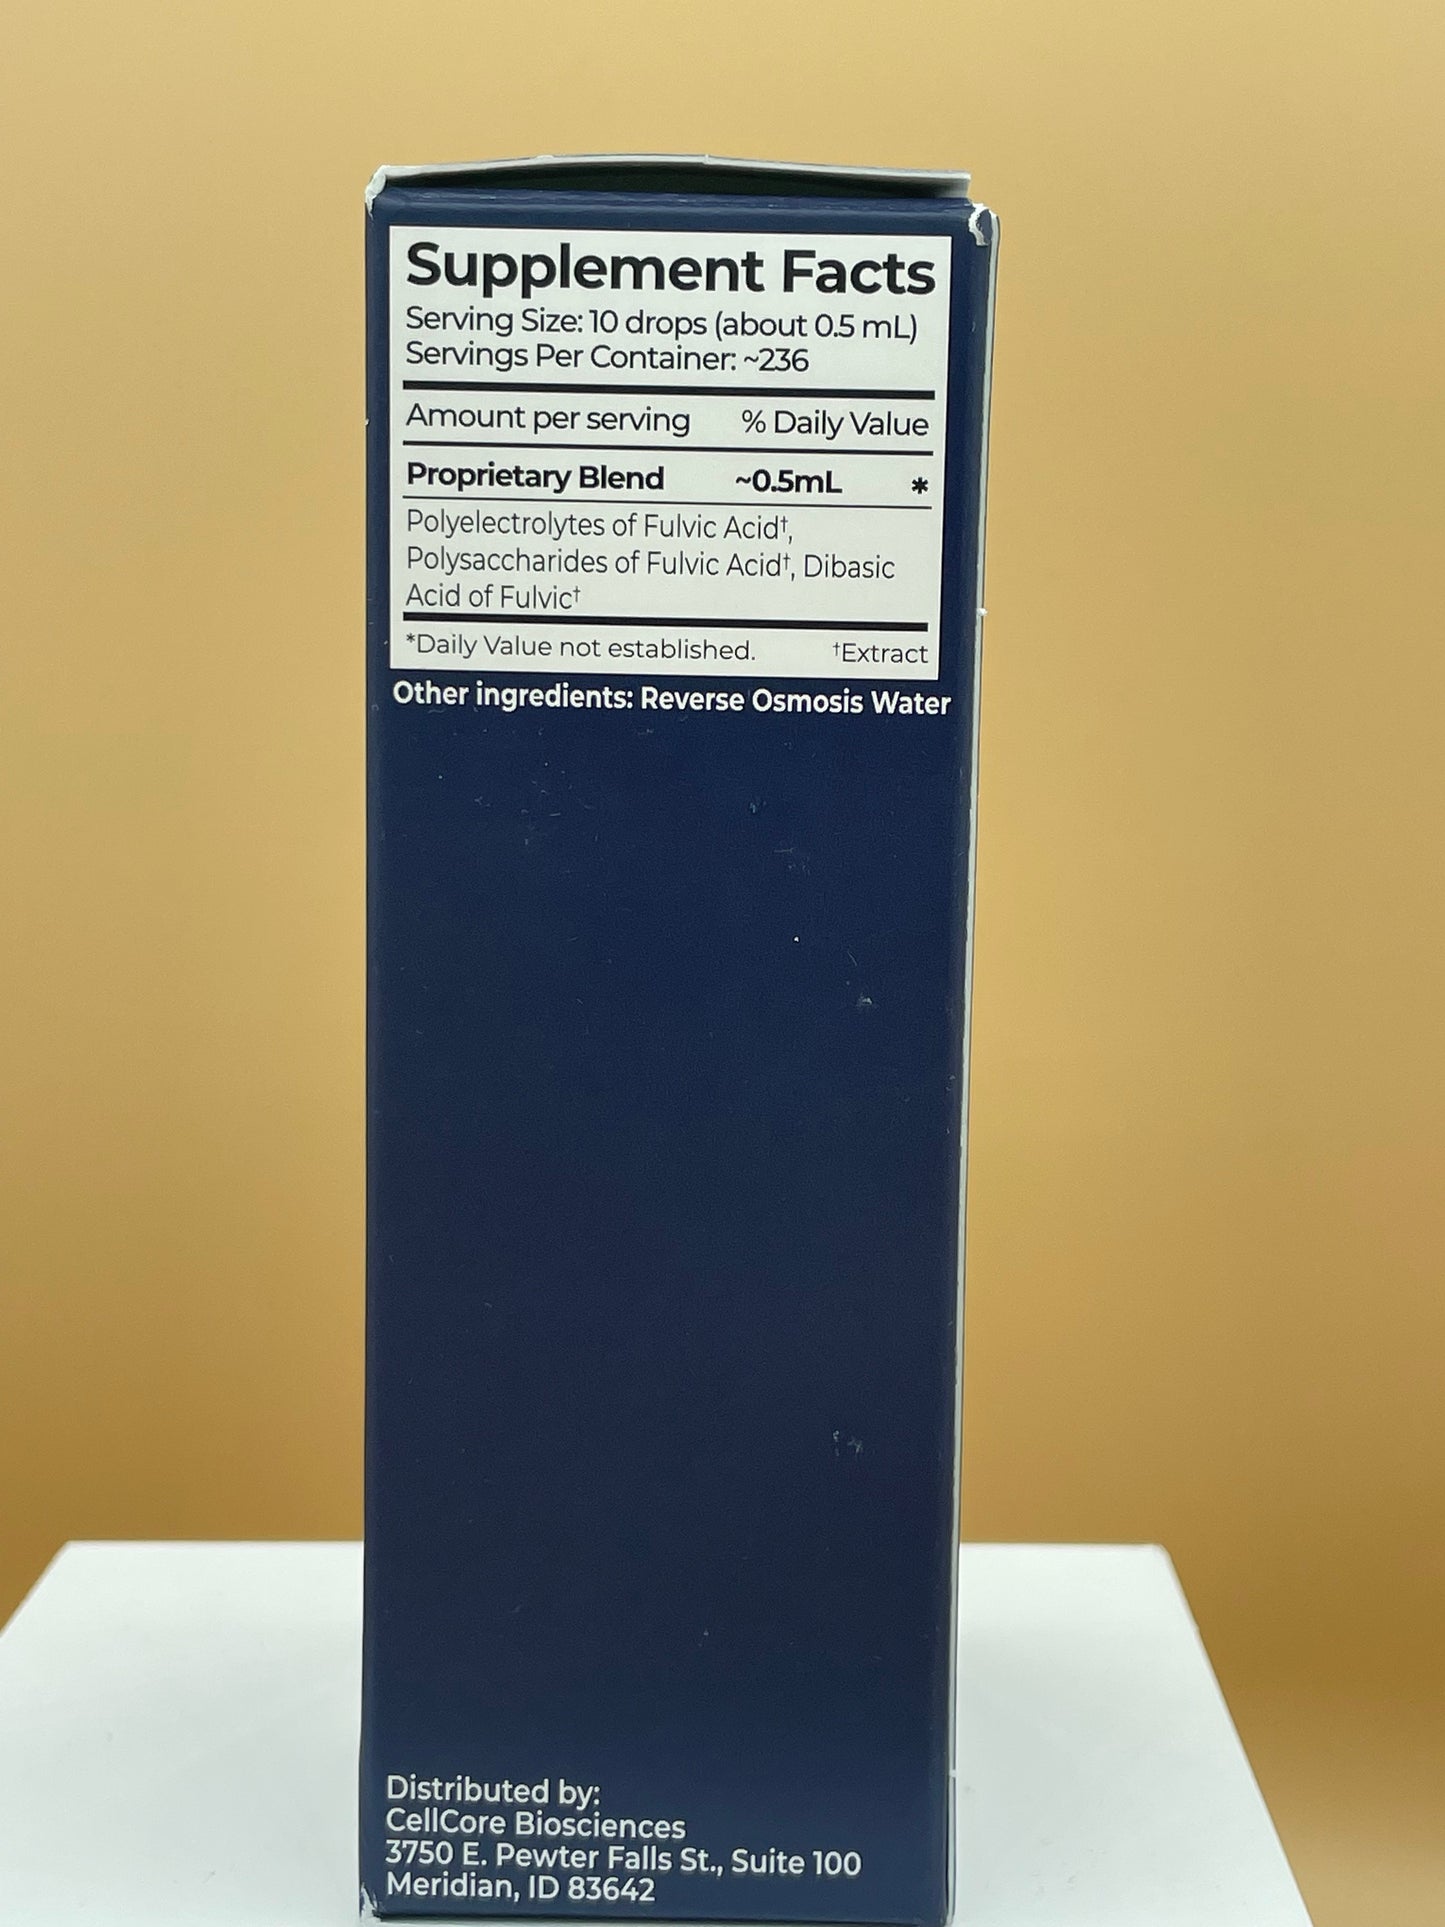 Supplement Facts
Serving Size: 10 drops (about 0.5 mL)
Servings Per Container: ~236
Amount per serving % Daily Value
Proprietary Blend ~0.5mL *
Polyelectrolytes of Fulvic Acid†,
Polysaccharides of Fulvic Acid†, Dibasic
Acid of Fulvic†
*Daily Value not established. †Extract
Other ingredients: Reverse Osmosis Water
Distributed by:
CellCore Biosciences
3750 E. Pewter Falls St., Suite 100
Meridian, ID 83642